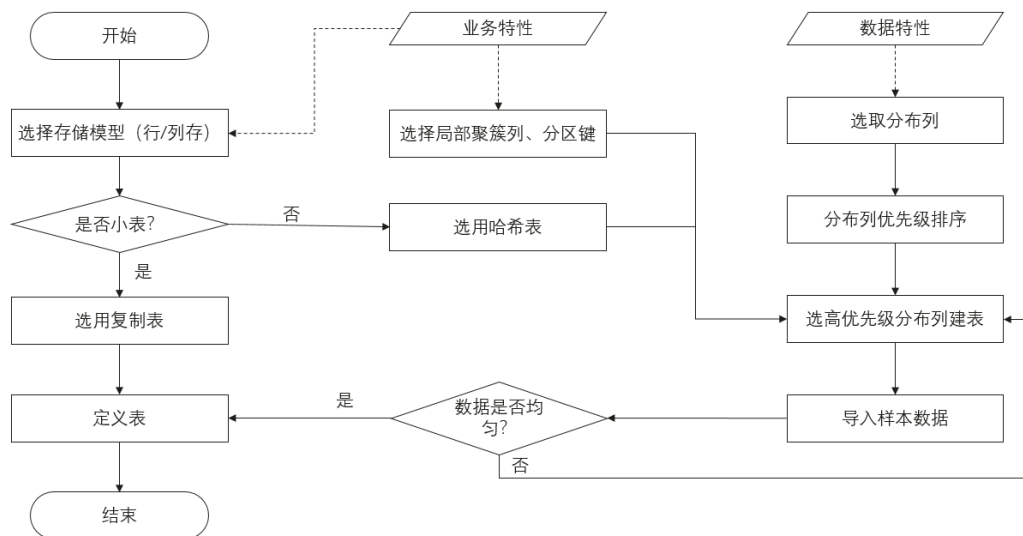 开始
业务特性
数据特性
选择存储模型（行/列存）
选择局部聚簇列、分区键
选取分布列
是否小表?
否
选用哈希表
分布列优先级排序
是
选用复制表
选高优先级分布列建表
定义表
是
数据是否均
匀?
导入样本数据
否
结束